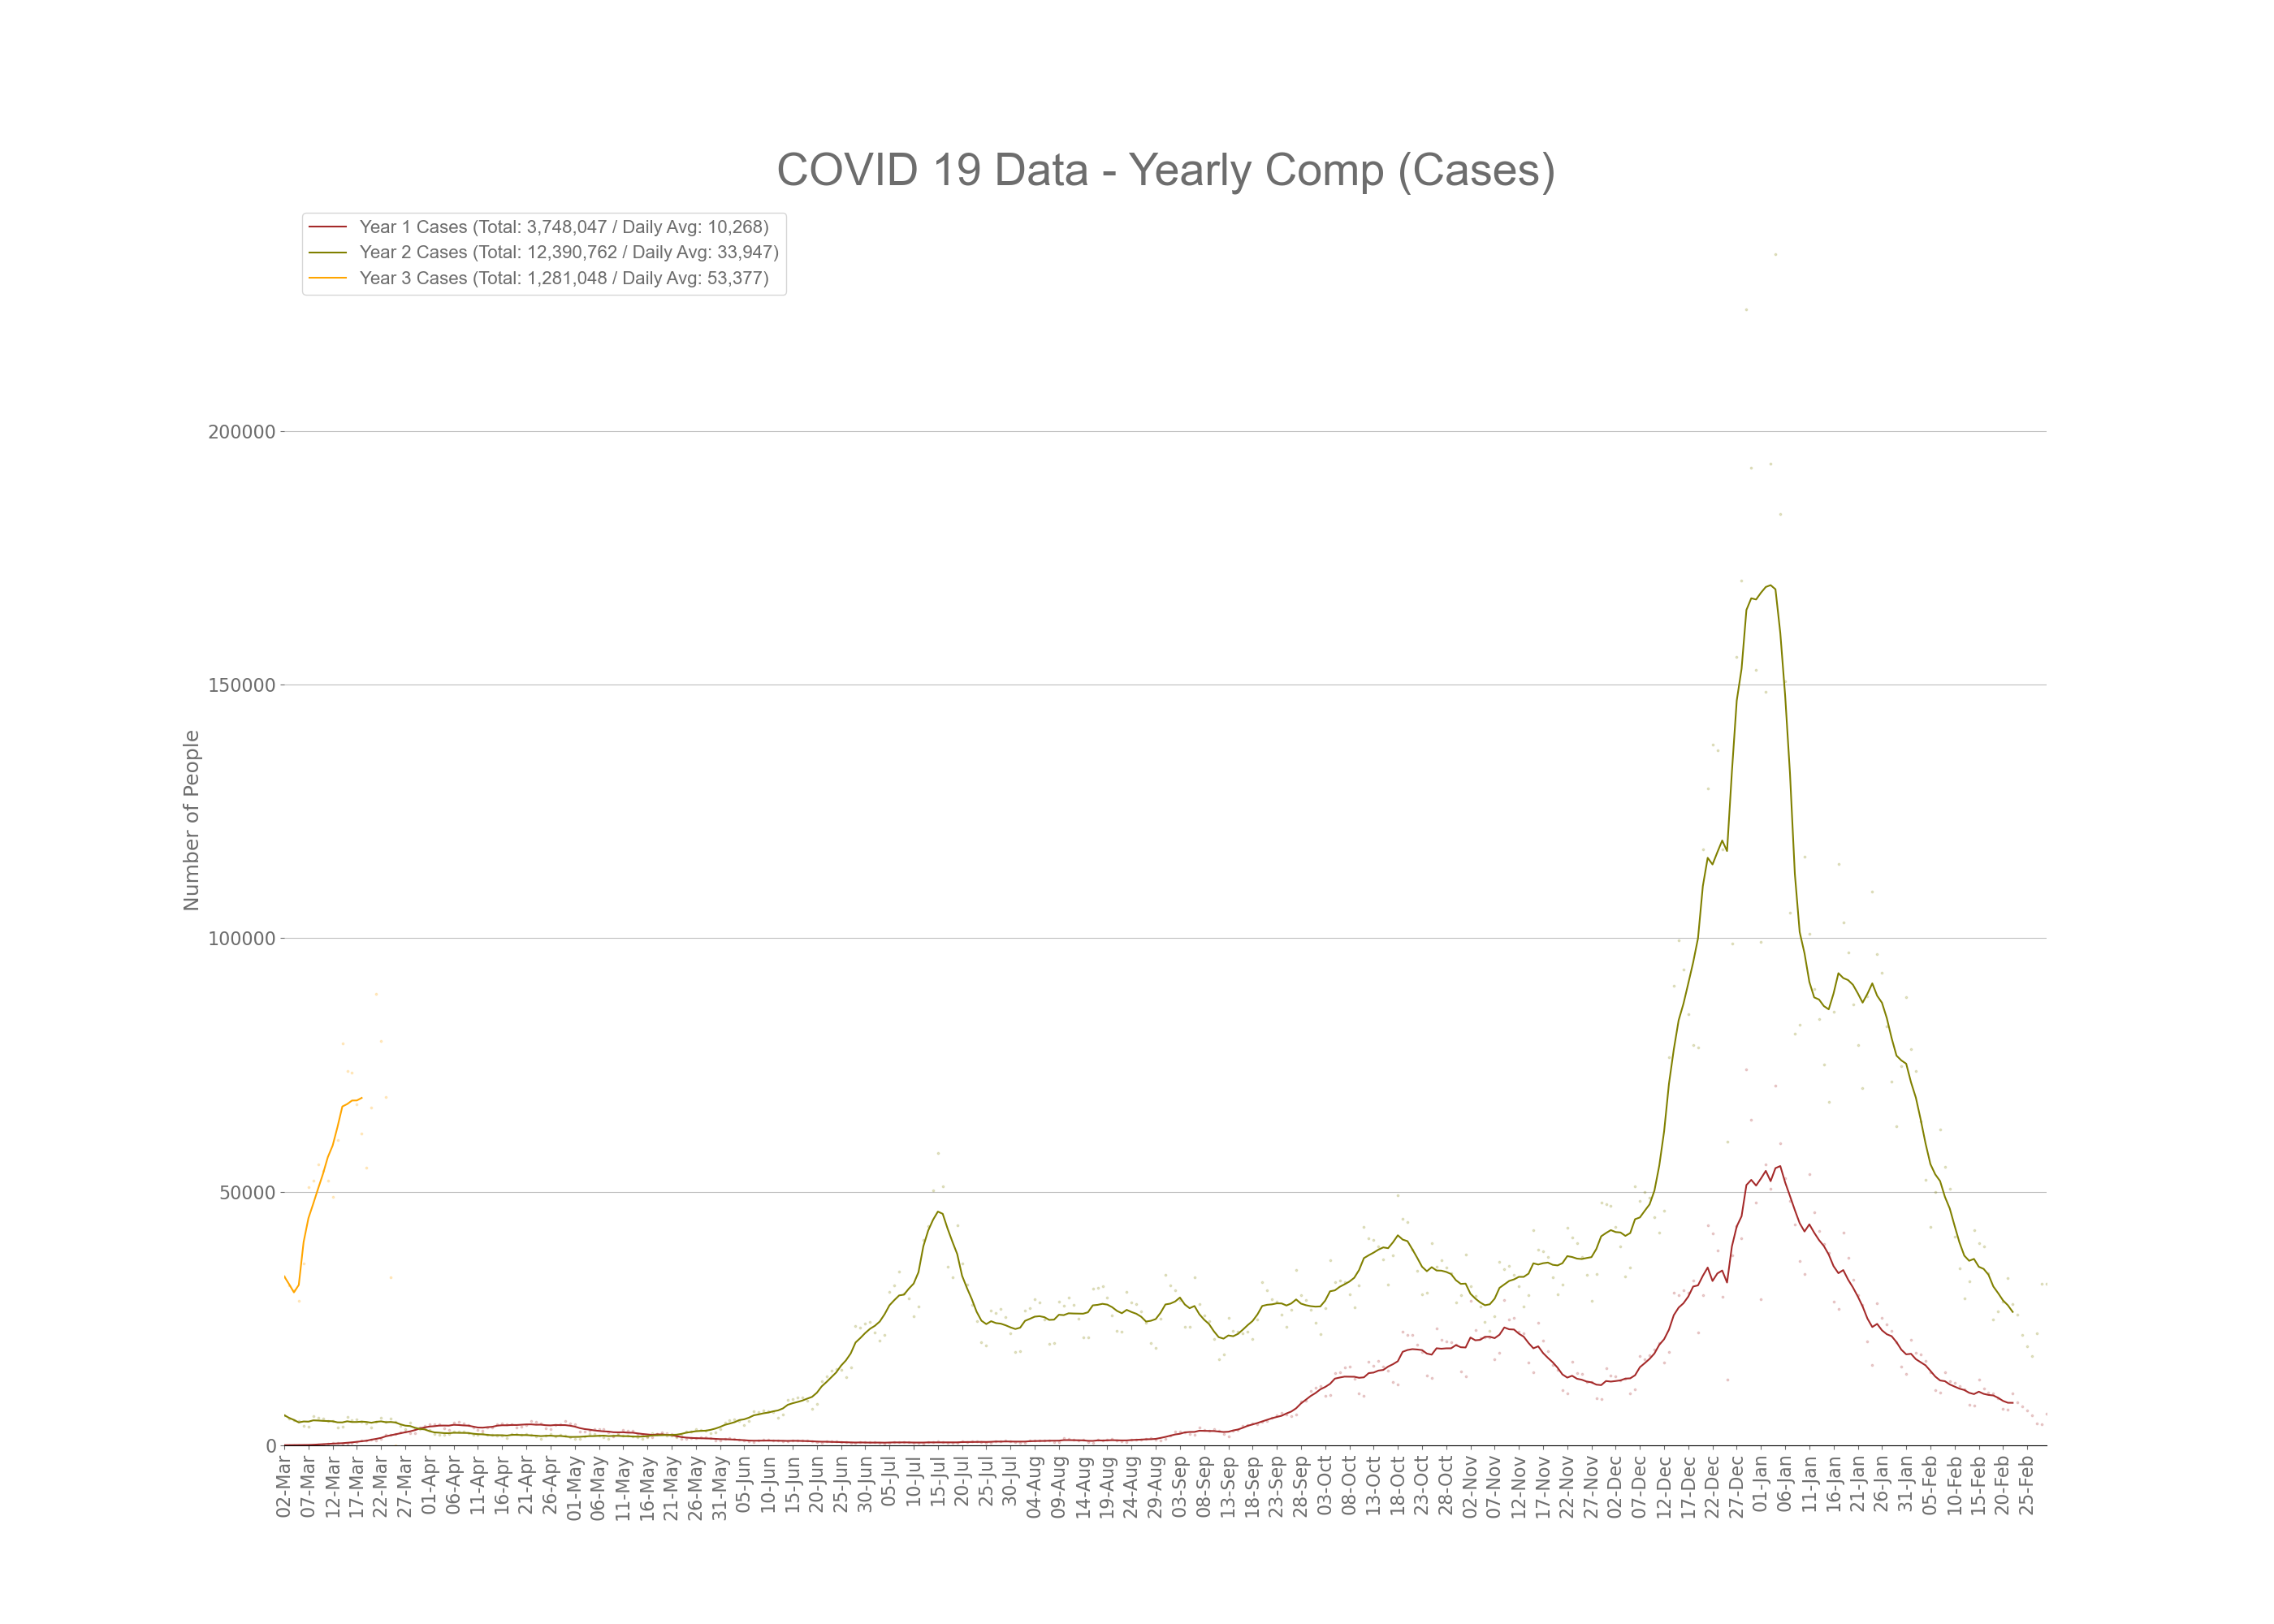 COVID 19 Data - Yearly Comp (Cases)
Year 1 Cases (Total: 3,748,047 / Daily Avg: 10,268)
Year 2 Cases (Total: 12,390,762 / Daily Avg: 33,947)
Year 3 Cases (Total: 1,281,048 / Daily Avg: 53,377)
Number of People
200000
150000
100000
50000
0
02-Mar
07-Mar
12-Mar
17-Mar
22-Mar
27-Mar
01-Apr
06-Apr
11-Apr
16-Apr
21-Apr
26-Apr
01-May
06-May
11-May
16-May
21-May
26-May
31-May
05-Jun
10-Jun
15-Jun
20-Jun
25-Jun
30-Jun
05-Jul
10-Jul
15-Jul
20-Jul
25-Jul
30-Jul
04-Aug
09-Aug
14-Aug
19-Aug
24-Aug
29-Aug
03-Sep
08-Sep
13-Sep
18-Sep
23-Sep
28-Sep
03-Oct
08-Oct
13-Oct
18-Oct
23-Oct
28-Oct
02-Nov
07-Nov
12-Nov
17-Nov
22-Nov
27-Nov
02-Dec
07-Dec
12-Dec
17-Dec
22-Dec
27-Dec
01-Jan
06-Jan
11-Jan
16-Jan
21-Jan
26-Jan
31-Jan
05-Feb
10-Feb
15-Feb
20-Feb
25-Feb